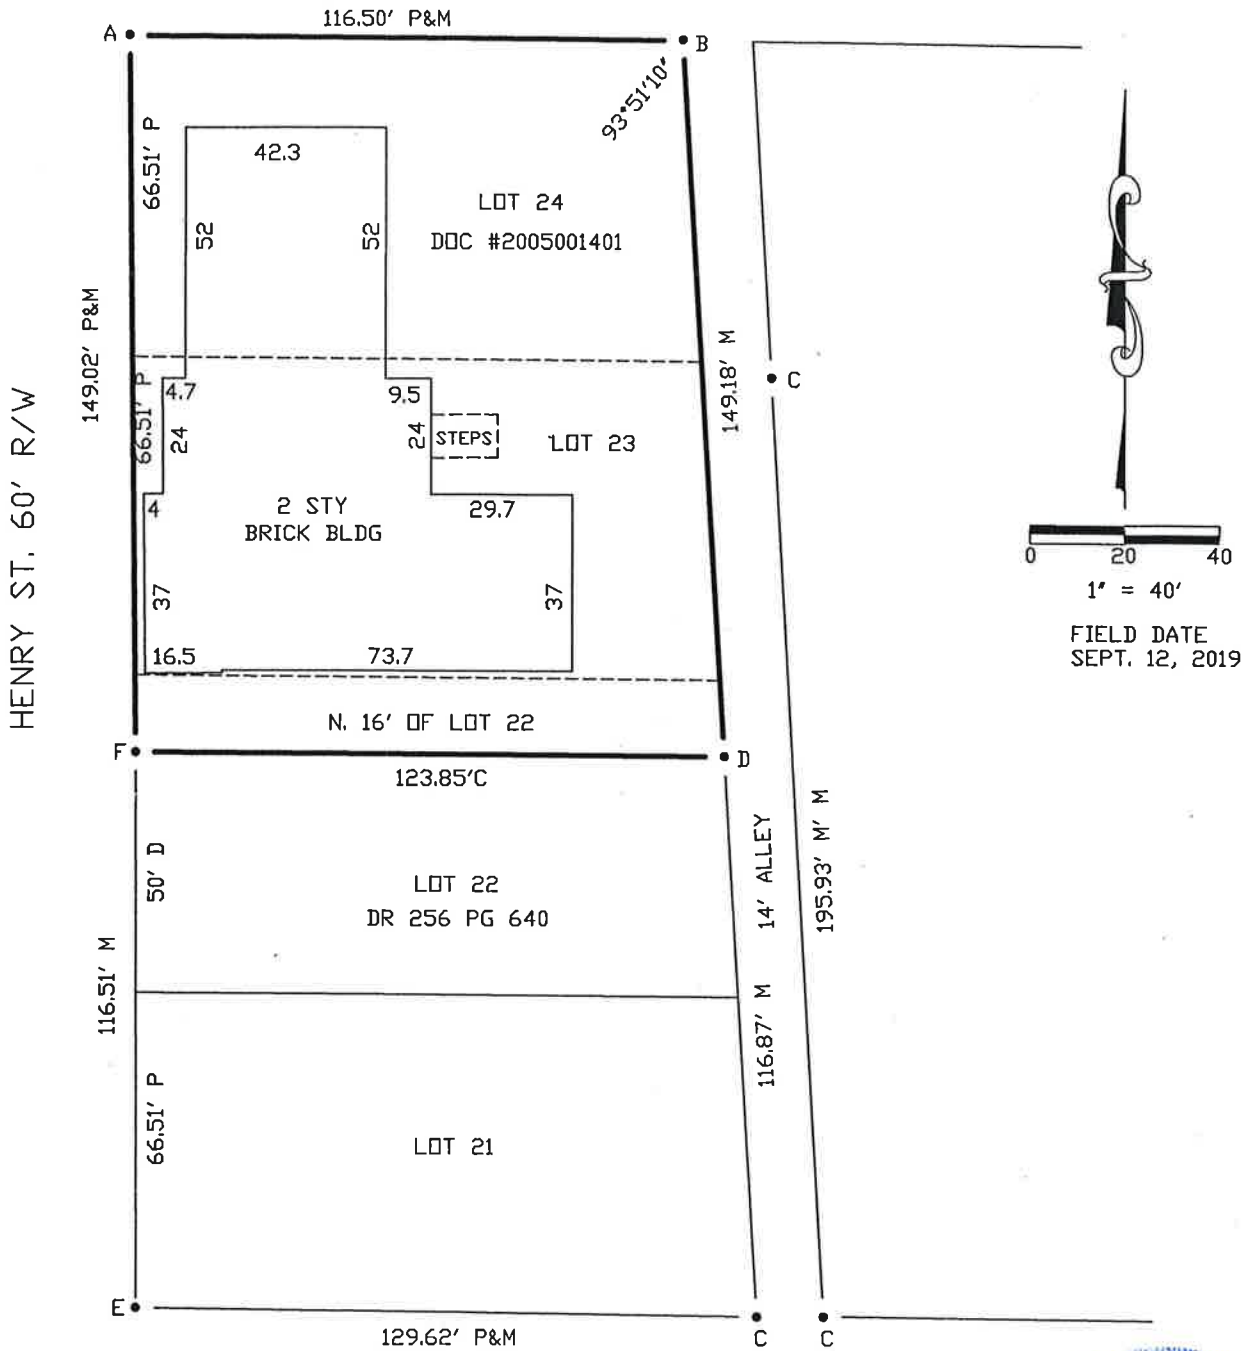 116.50' P&M
A
B
93°51'10"
66.51' P
42.3
52
52
LOT 24
DOC #2005001401
149.02' P&M
149.18' M
C
HENRY ST. 60' R/W
66.51' P
4.7
9.5
24
24
STEPS
LOT 23
4
2 STY
BRICK BLDG
29.7
37
37
16.5
73.7
0 20 40
1" = 40'
FIELD DATE
SEPT. 12, 2019
N. 16' OF LOT 22
F
D
123.85'C
50' D
LOT 22
DR 256 PG 640
14' ALLEY
195.93' M' M
116.51' M
116.87' M
66.51' P
LOT 21
E
129.62' P&M
C
C